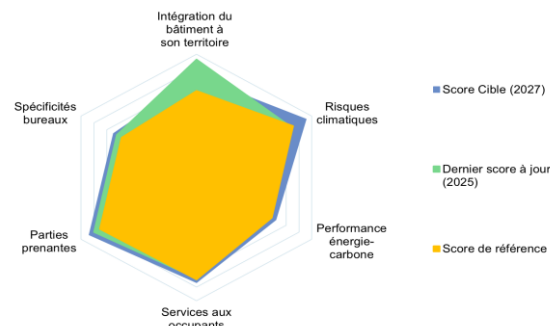 Intégration du
bâtiment à
son territoire
Risques
climatiques
Performance
énergie-
carbone
Services aux
occupants
Parties
prenantes
Spécificités
bureaux
Score Cible (2027)
Dernier score à jour
(2025)
Score de référence